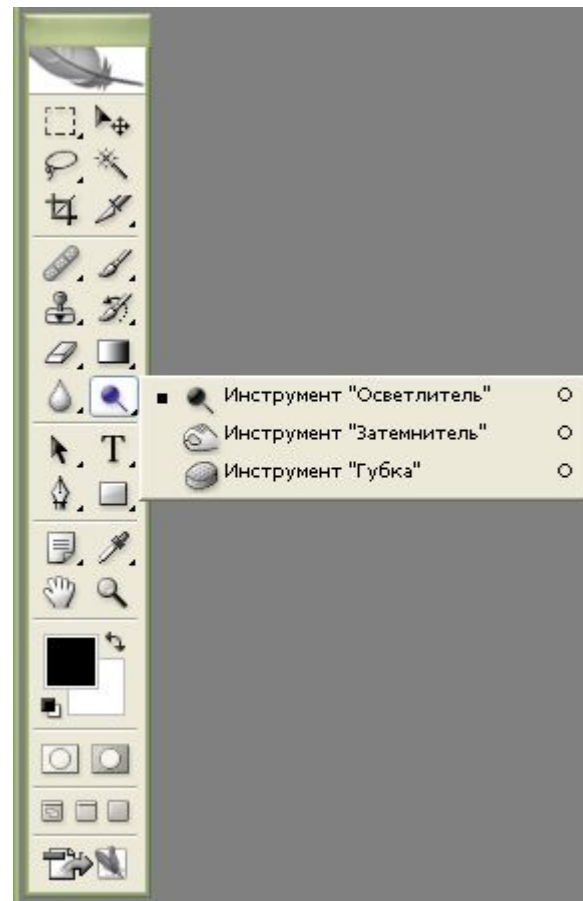 Инструмент "Осветлитель" O
Инструмент "Затемнитель" O
T
Инструмент "Губка" O